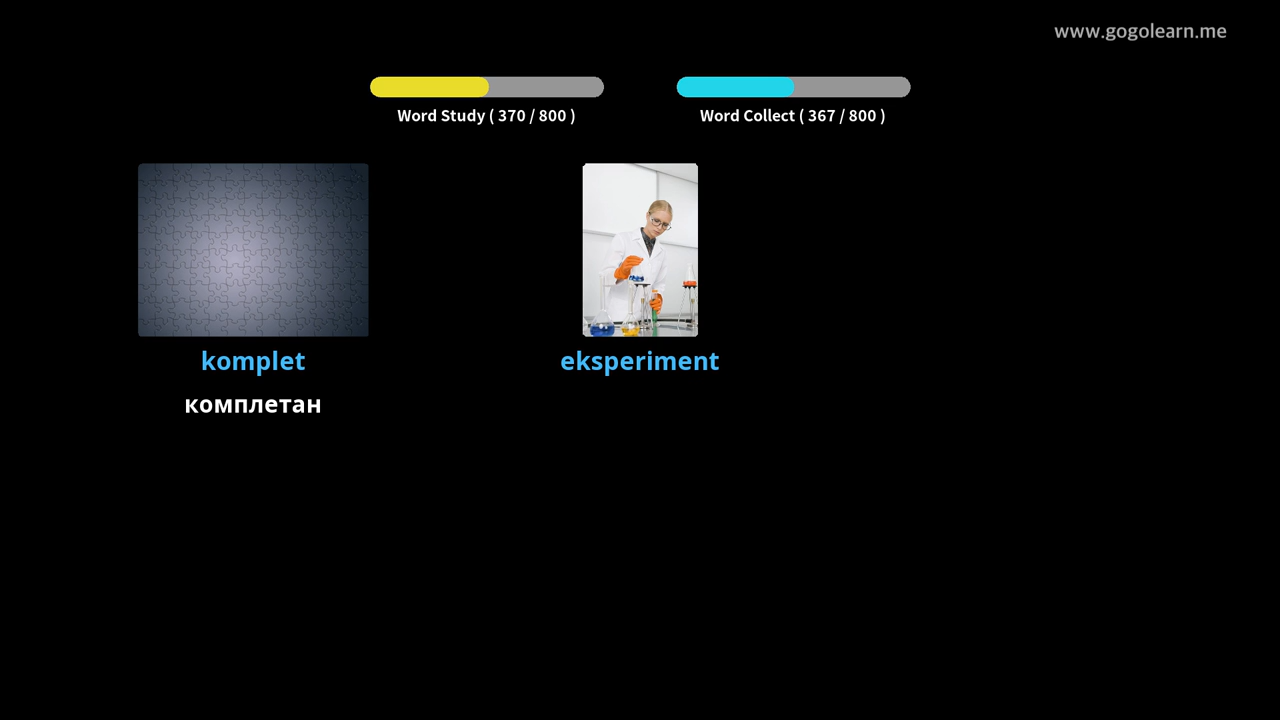 www.gogolearn.me
Word Study ( 370 / 800 )
Word Collect ( 367 / 800 )
komplet
eksperiment
комплетан